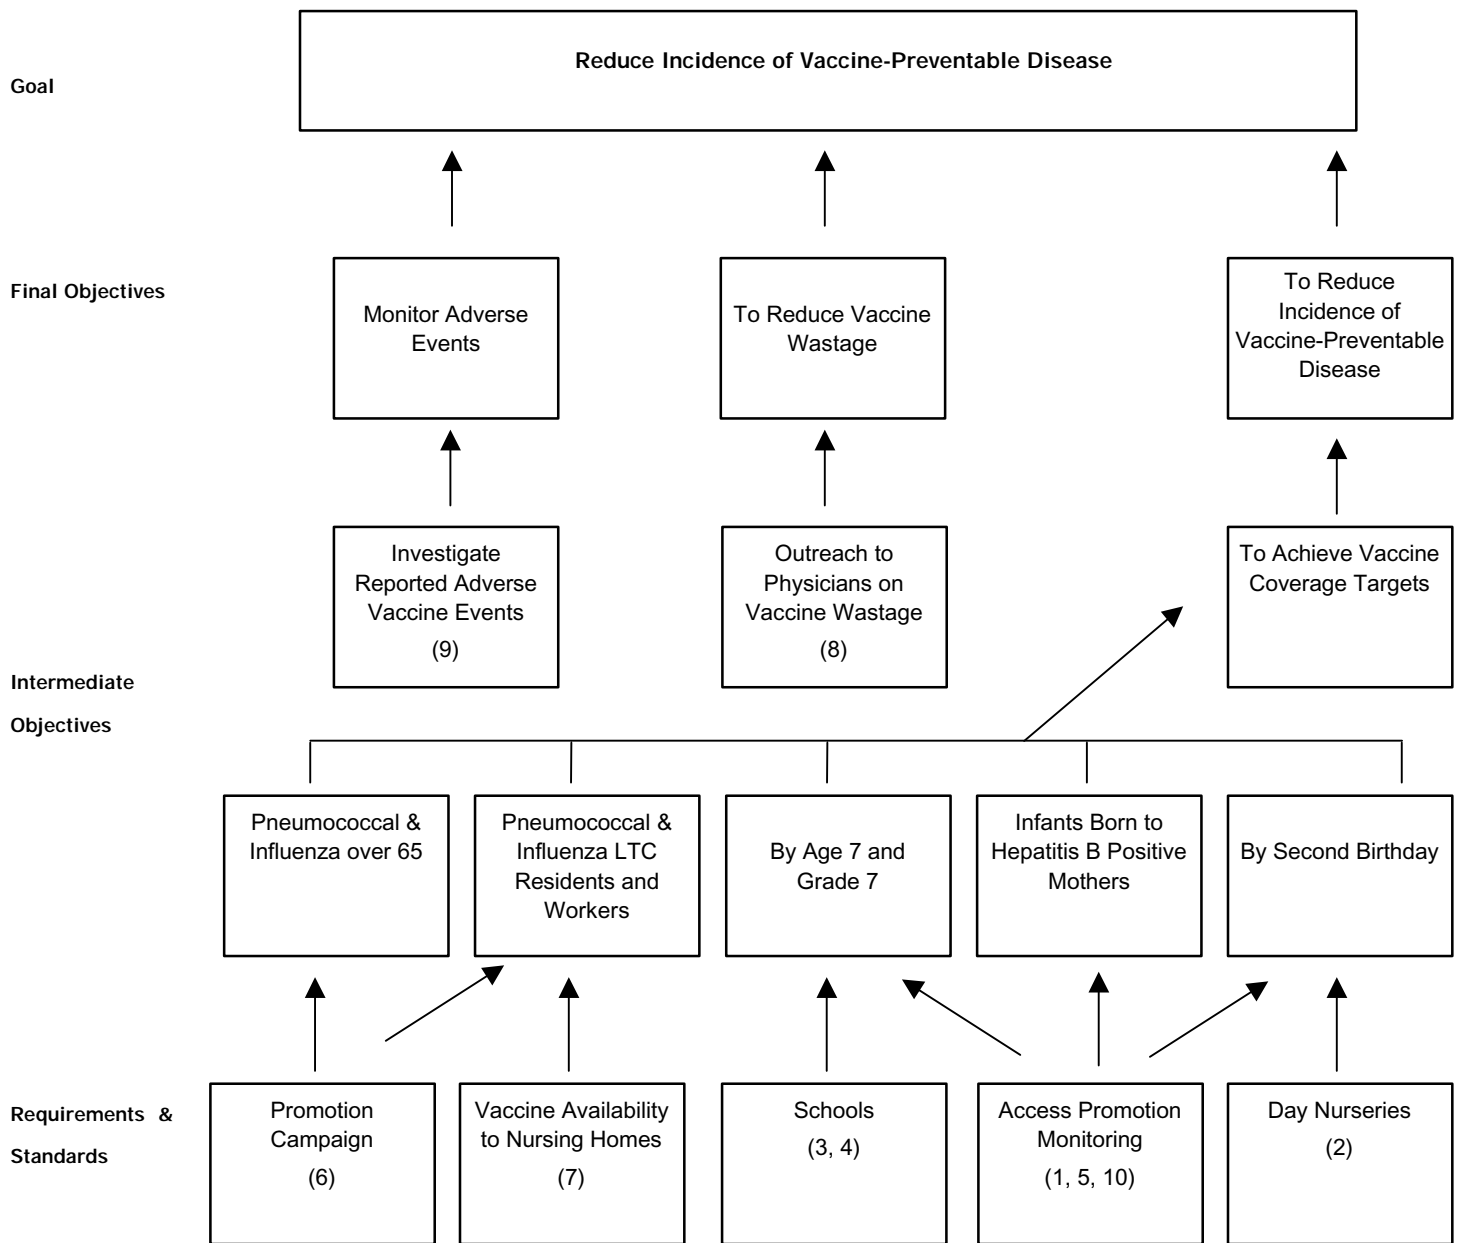 Goal
Reduce Incidence of Vaccine-Preventable Disease
Final Objectives
Monitor Adverse
Events
To Reduce Vaccine
Wastage
To Reduce
Incidence of
Vaccine-Preventable
Disease
Investigate
Reported Adverse
Vaccine Events
(9)
Outreach to
Physicians on
Vaccine Wastage
(8)
To Achieve Vaccine
Coverage Targets
Intermediate
Objectives
Pneumococcal &
Influenza over 65
Pneumococcal &
Influenza LTC
Residents and
Workers
By Age 7 and
Grade 7
Infants Born to
Hepatitis B Positive
Mothers
By Second Birthday
Requirements &
Standards
Promotion
Campaign
(6)
Vaccine Availability
to Nursing Homes
(7)
Schools
(3, 4)
Access Promotion
Monitoring
(1, 5, 10)
Day Nurseries
(2)